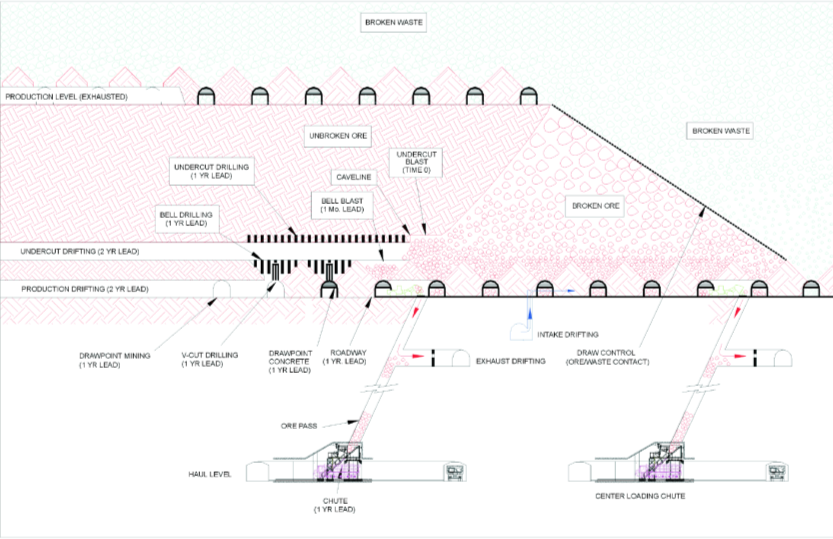 BROKEN WASTE
PRODUCTION LEVEL (EXHAUSTED)
BROKEN WASTE
UNBROKEN ORE
UNDERCUT
BLAST
(TIME 0)
UNDERCUT DRILLING
(1 YR LEAD)
CAVELINE
BELL BLAST
(1 Mo. LEAD)
BROKEN ORE
BELL DRILLING
(1 YR LEAD)
UNDERCUT DRIFTING (2 YR LEAD)
PRODUCTION DRIFTING (2 YR LEAD)
INTAKE DRIFTING
DRAWPOINT MINING
(1 YR LEAD)
V-CUT DRILLING
(1 YR LEAD)
DRAWPOINT
CONCRETE
(1 YR LEAD)
ROADWAY
(1 YR. LEAD)
EXHAUST DRIFTING
DRAW CONTROL
(ORE/WASTE CONTACT)
ORE PASS
HAUL LEVEL
CHUTE
(1 YR LEAD)
CENTER LOADING CHUTE